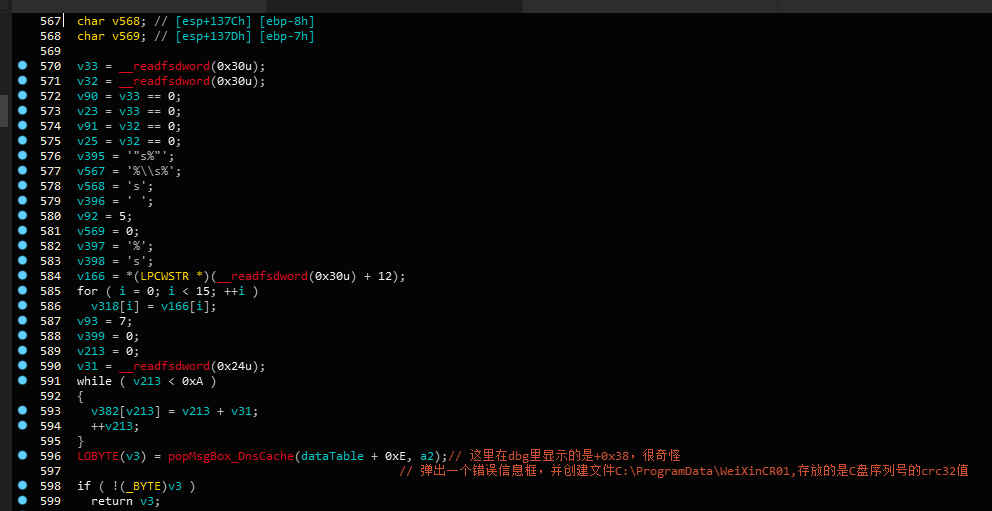 567 char v568; // [esp+137Ch] [ebp-8h]
568 char v569; // [esp+137Dh] [ebp-7h]
569
570 v33 = __readfsdword(0x30u);
571 v32 = __readfsdword(0x30u);
572 v90 = v33 == 0;
573 v23 = v33 == 0;
574 v91 = v32 == 0;
575 v25 = v32 == 0;
576 v395 = '"s%"';
577 v567 = '%\\s%';
578 v568 = 's';
579 v396 = ' ';
580 v92 = 5;
581 v569 = 0;
582 v397 = '%';
583 v398 = 's';
584 v166 = *(LPCWSTR *)(__readfsdword(0x30u) + 12);
585 for ( i = 0; i < 15; ++i )
586 v318[i] = v166[i];
587 v93 = 7;
588 v399 = 0;
589 v213 = 0;
590 v31 = __readfsdword(0x24u);
591 while ( v213 < 0xA )
592 {
593 v382[v213] = v213 + v31;
594 ++v213;
595 }
596 LOBYTE(v3) = popMsgBox_DnsCache(dataTable + 0xE, a2);// 这里在dbg里显示的是+0x38，很奇怪
597 // 弹出一个错误信息框，并创建文件C:\ProgramData\WeiXinCR01,存放的是C盘序列号的crc32值
598 if ( !(_BYTE)v3 )
599 return v3;